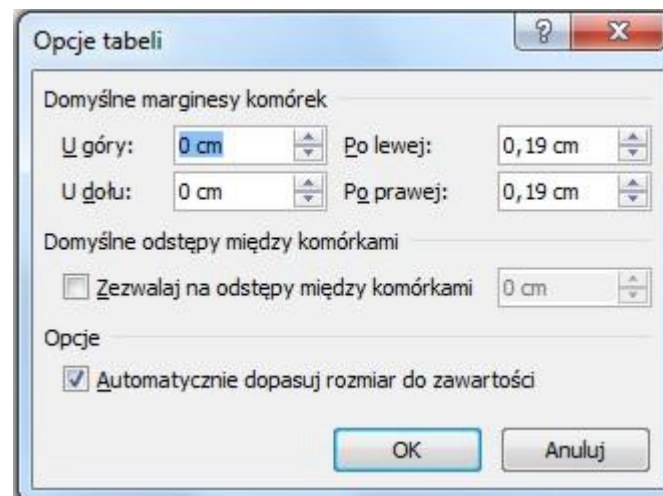 Opcje tabeli
Domyślne marginesy komórek
U góry: 0 cm Po lewej: 0,19 cm
U dołu: 0 cm Po prawej: 0,19 cm
Domyślne odstępy między komórkami
Zezwalaj na odstępy między komórkami 0 cm
Opcje
Automatycznie dopasuj rozmiar do zawartości
OK Anuluj